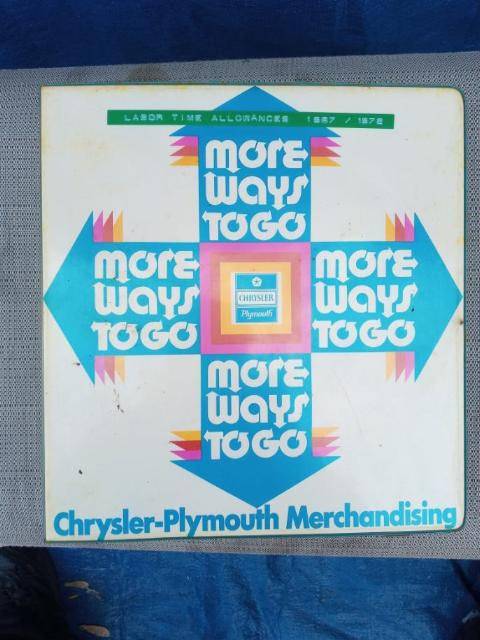 LABOR TIME ALLOWANCES 1967 / 1976
MORE
WAYS
TO GO
MORE
WAYS
TO GO
CHRYSLER
Plymouth
MORE
WAYS
TO GO
MORE
WAYS
TO GO
Chrysler-Plymouth Merchandising